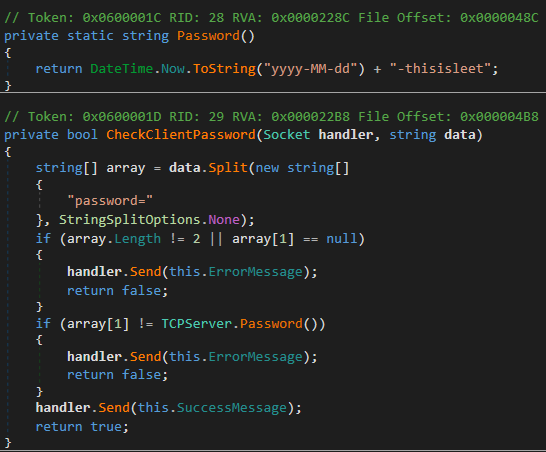 // Token: 0x0600001C RID: 28 RVA: 0x0000228C File Offset: 0x0000048C
private static string Password()
{
    return DateTime.Now.ToString("yyyy-MM-dd") + "-thisisleet";
}
// Token: 0x0600001D RID: 29 RVA: 0x000022B8 File Offset: 0x000004B8
private bool CheckClientPassword(Socket handler, string data)
{
    string[] array = data.Split(new string[]
    {
        "password="
    }, StringSplitOptions.None);
    if (array.Length != 2 || array[1] == null)
    {
        handler.Send(this.ErrorMessage);
        return false;
    }
    if (array[1] != TCPServer.Password())
    {
        handler.Send(this.ErrorMessage);
        return false;
    }
    handler.Send(this.SuccessMessage);
    return true;
}